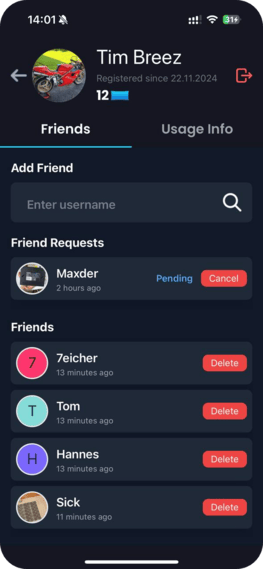 14:01
31+
Tim Breez
Registered since 22.11.2024
12
Friends
Usage Info
Add Friend
Enter username
Friend Requests
Maxder
2 hours ago
Pending
Cancel
Friends
7
7eicher
13 minutes ago
Delete
T
Tom
13 minutes ago
Delete
H
Hannes
13 minutes ago
Delete
Sick
11 minutes ago
Delete